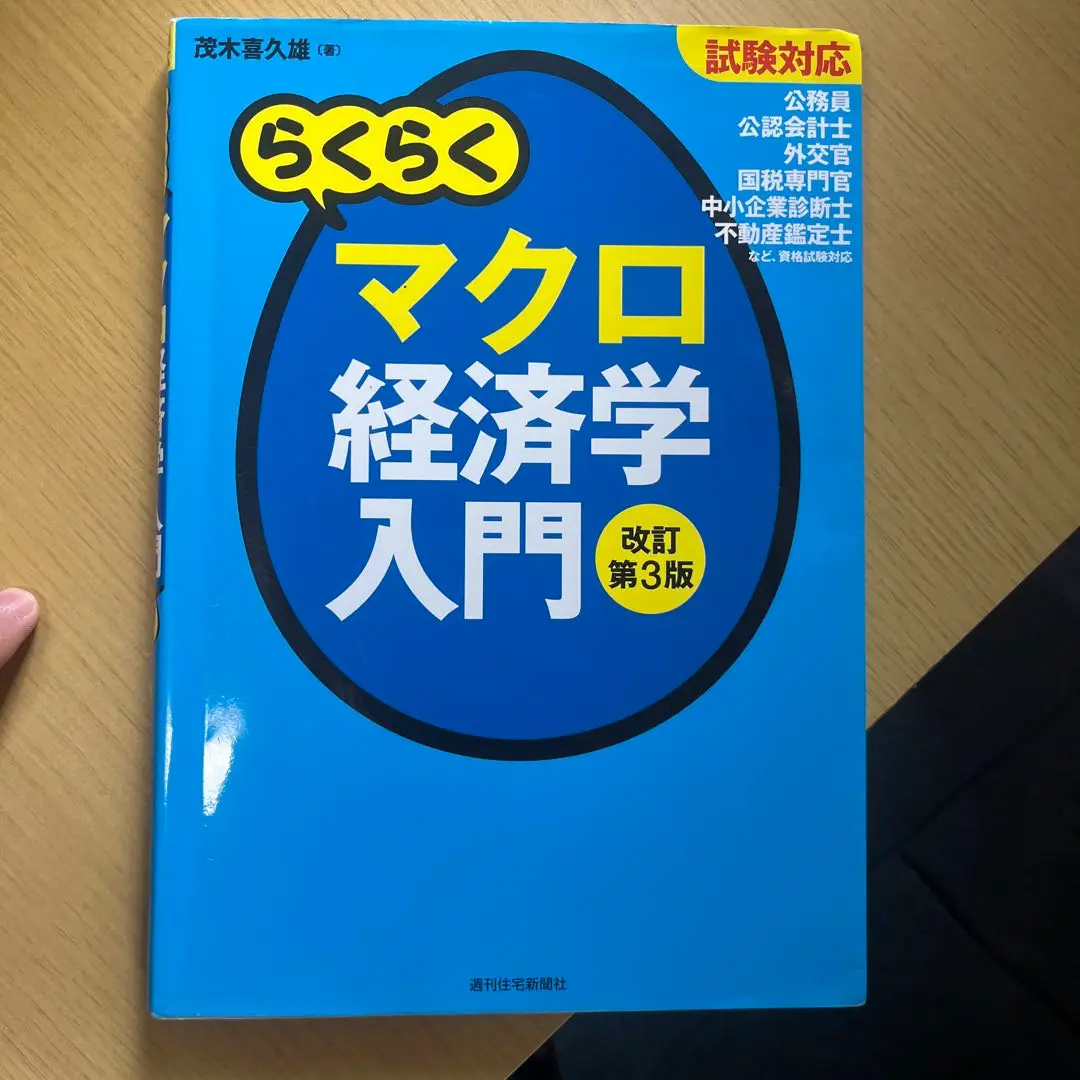 茂木喜久雄〔著〕
試験対応
公務員
公認会計士
外交官
国税専門官
中小企業診断士
不動産鑑定士
など、資格試験対応
らくらく
マクロ
経済学
入門
改訂
第3版
週刊住宅新聞社